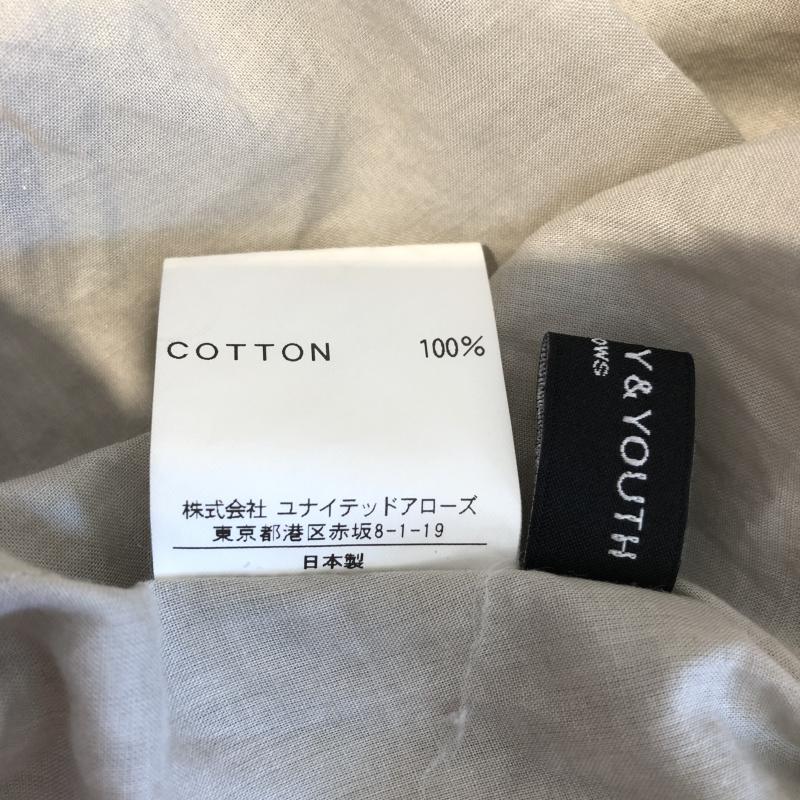 COTTON 100%
株式会社 ユナイテッドアローズ
東京都港区赤坂8-1-19
日本製
Y & YOUTH
OWS